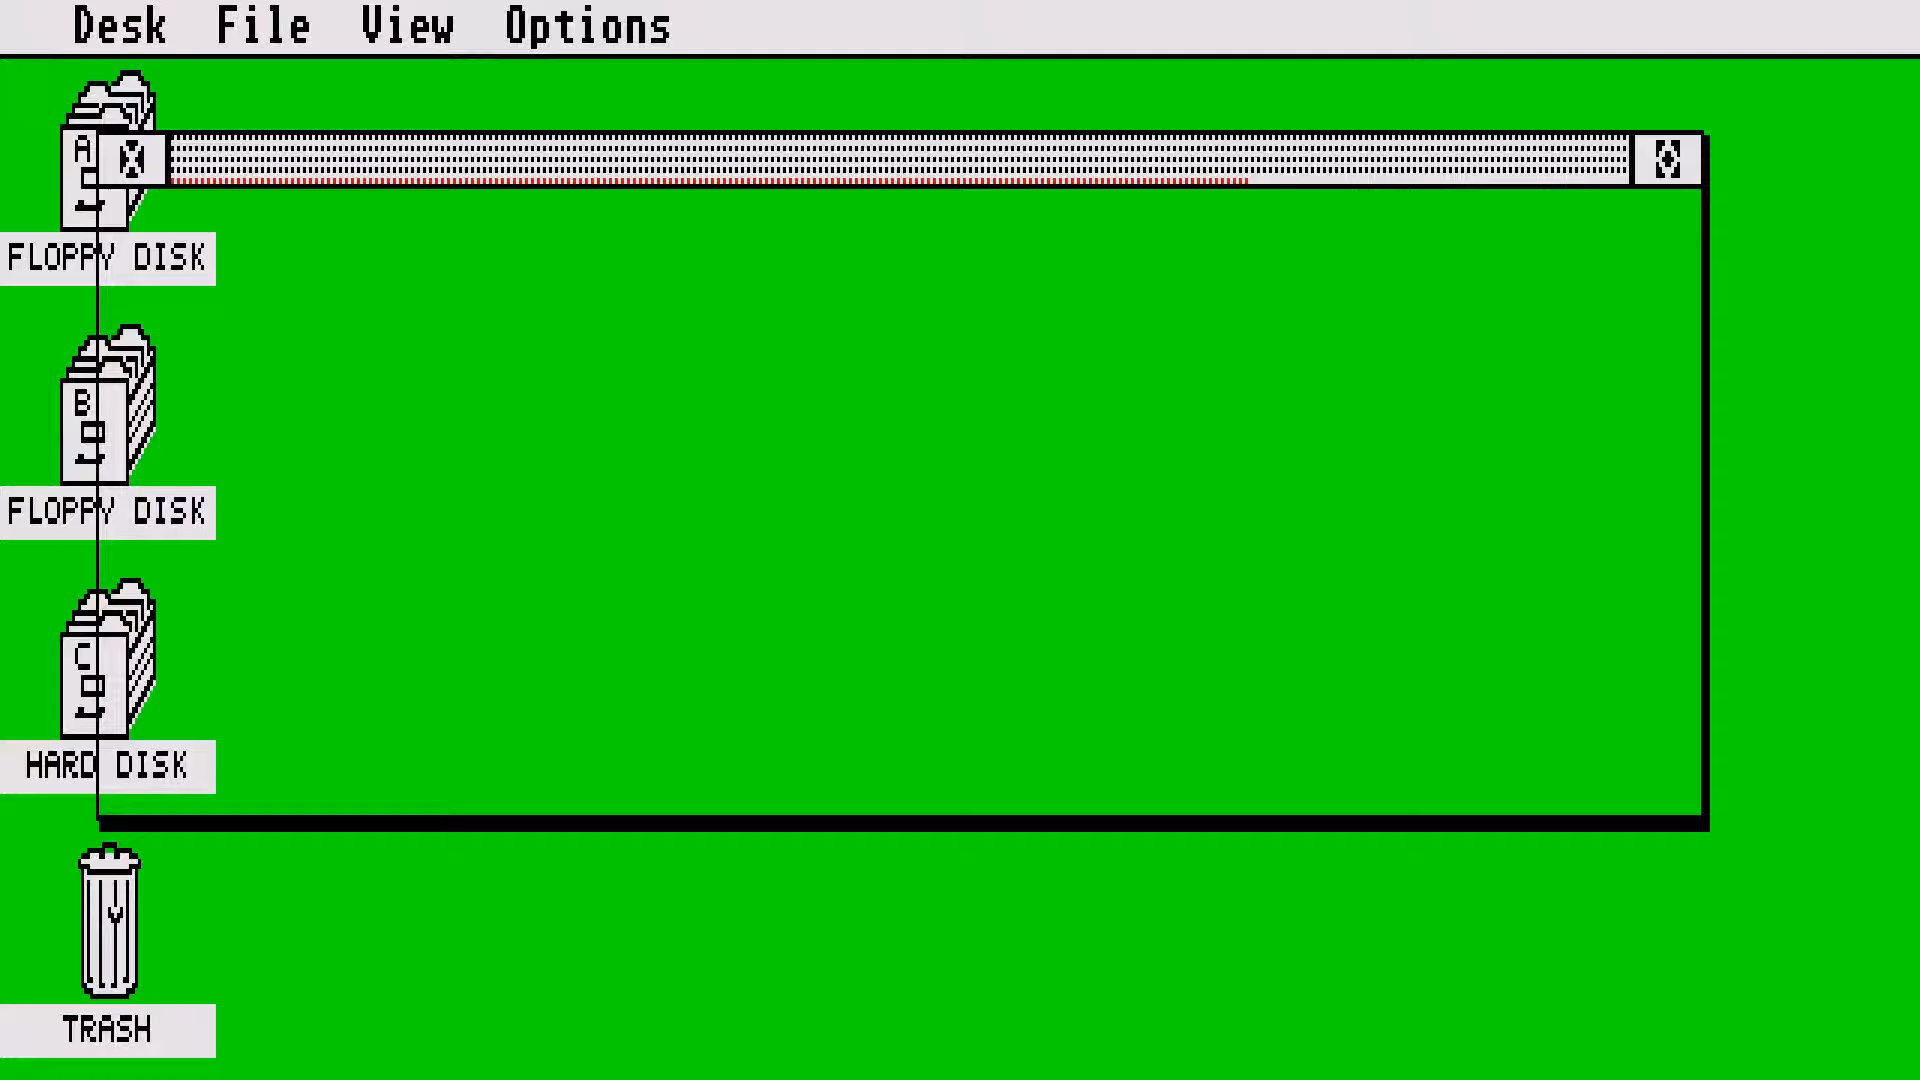 Desk File View Options
A
FLOPPY DISK
B
FLOPPY DISK
C
HARD DISK
TRASH